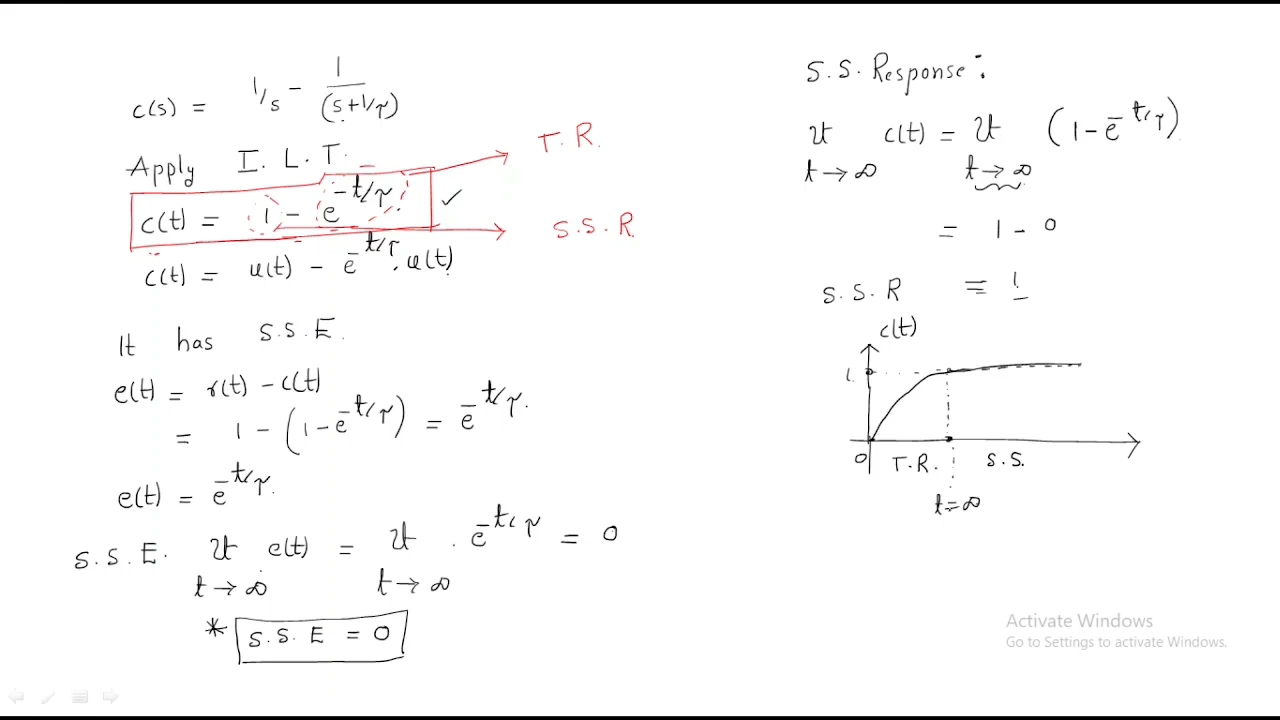 c(s) = 1/s - 1/(s+1/τ)
Apply I. L. T.
c(t) = 1 - e^-t/τ ✓
T. R.
S. S. R
c(t) = u(t) - e^-t/τ . u(t)
It has S.S. E.
e(t) = r(t) - c(t)
= 1 - (1 - e^-t/τ) = e^-t/τ.
e(t) = e^-t/τ.
S. S. E. Lt e(t) = Lt . e^-t/τ = 0
t → ∞ t → ∞
* S. S. E = 0
S. S. Response :
Lt c(t) = Lt (1 - e^-t/τ)
t → ∞ t → ∞
= 1 - 0
S. S. R = 1
c(t)
1
0 T. R. S. S.
t = ∞
Activate Windows
Go to Settings to activate Windows.